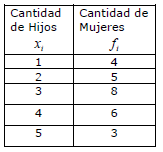 Cantidad Cantidad de
de Hijos Mujeres
xᵢ fᵢ
1 4
2 5
3 8
4 6
5 3